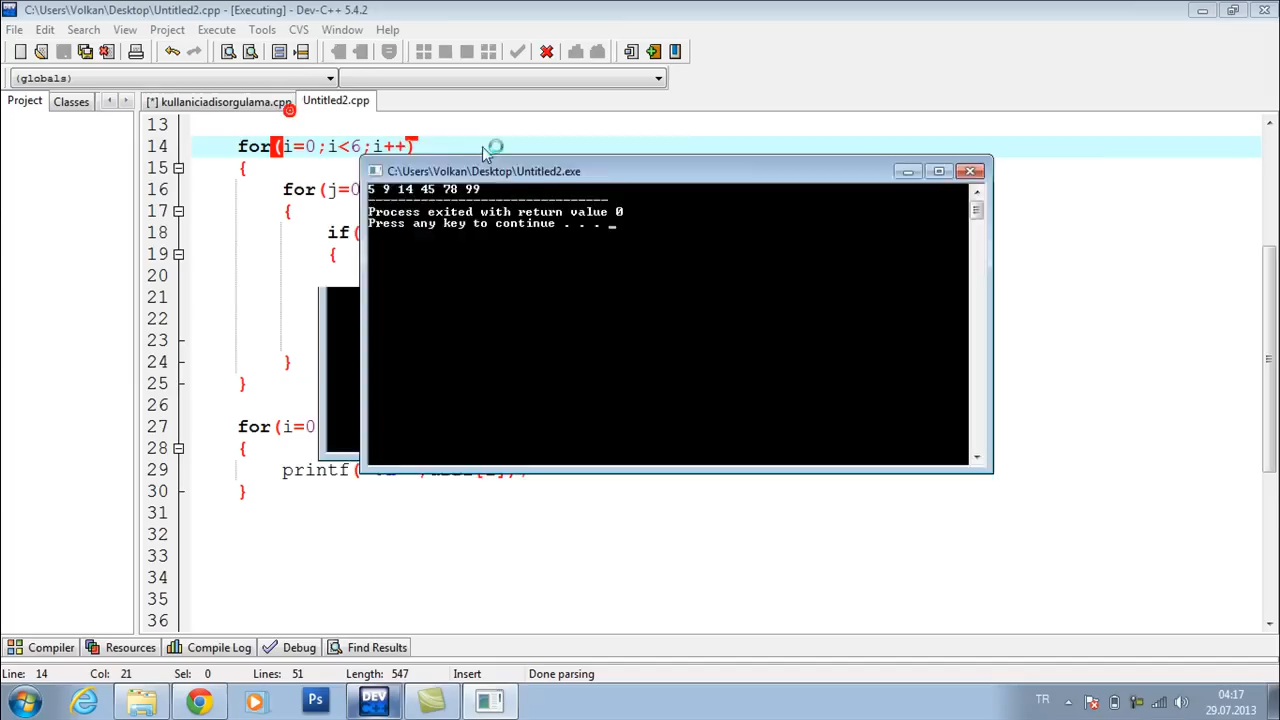 C:\Users\Volkan\Desktop\Untitled2.cpp - [Executing] - Dev-C++ 5.4.2
File Edit Search View Project Execute Tools CVS Window Help
(globals)
Project Classes [*] kullaniciadisorgulama.cpp Untitled2.cpp
13
14 for(i=0;i<6;i++)
C:\Users\Volkan\Desktop\Untitled2.exe
15 {
5 9 14 45 78 99
16 for(j=0
--------------------------------
17 {
Process exited with return value 0
Press any key to continue . . . _
18 if(
19 {
20
21
22
23
24 }
25 }
26
27 for(i=0
28 {
29 printf(
30 }
31
32
33
34
35
36
Compiler Resources Compile Log Debug Find Results
Line: 14 Col: 21 Sel: 0 Lines: 51 Length: 547 Insert Done parsing
Ps DEV TR 04:17
29.07.2013